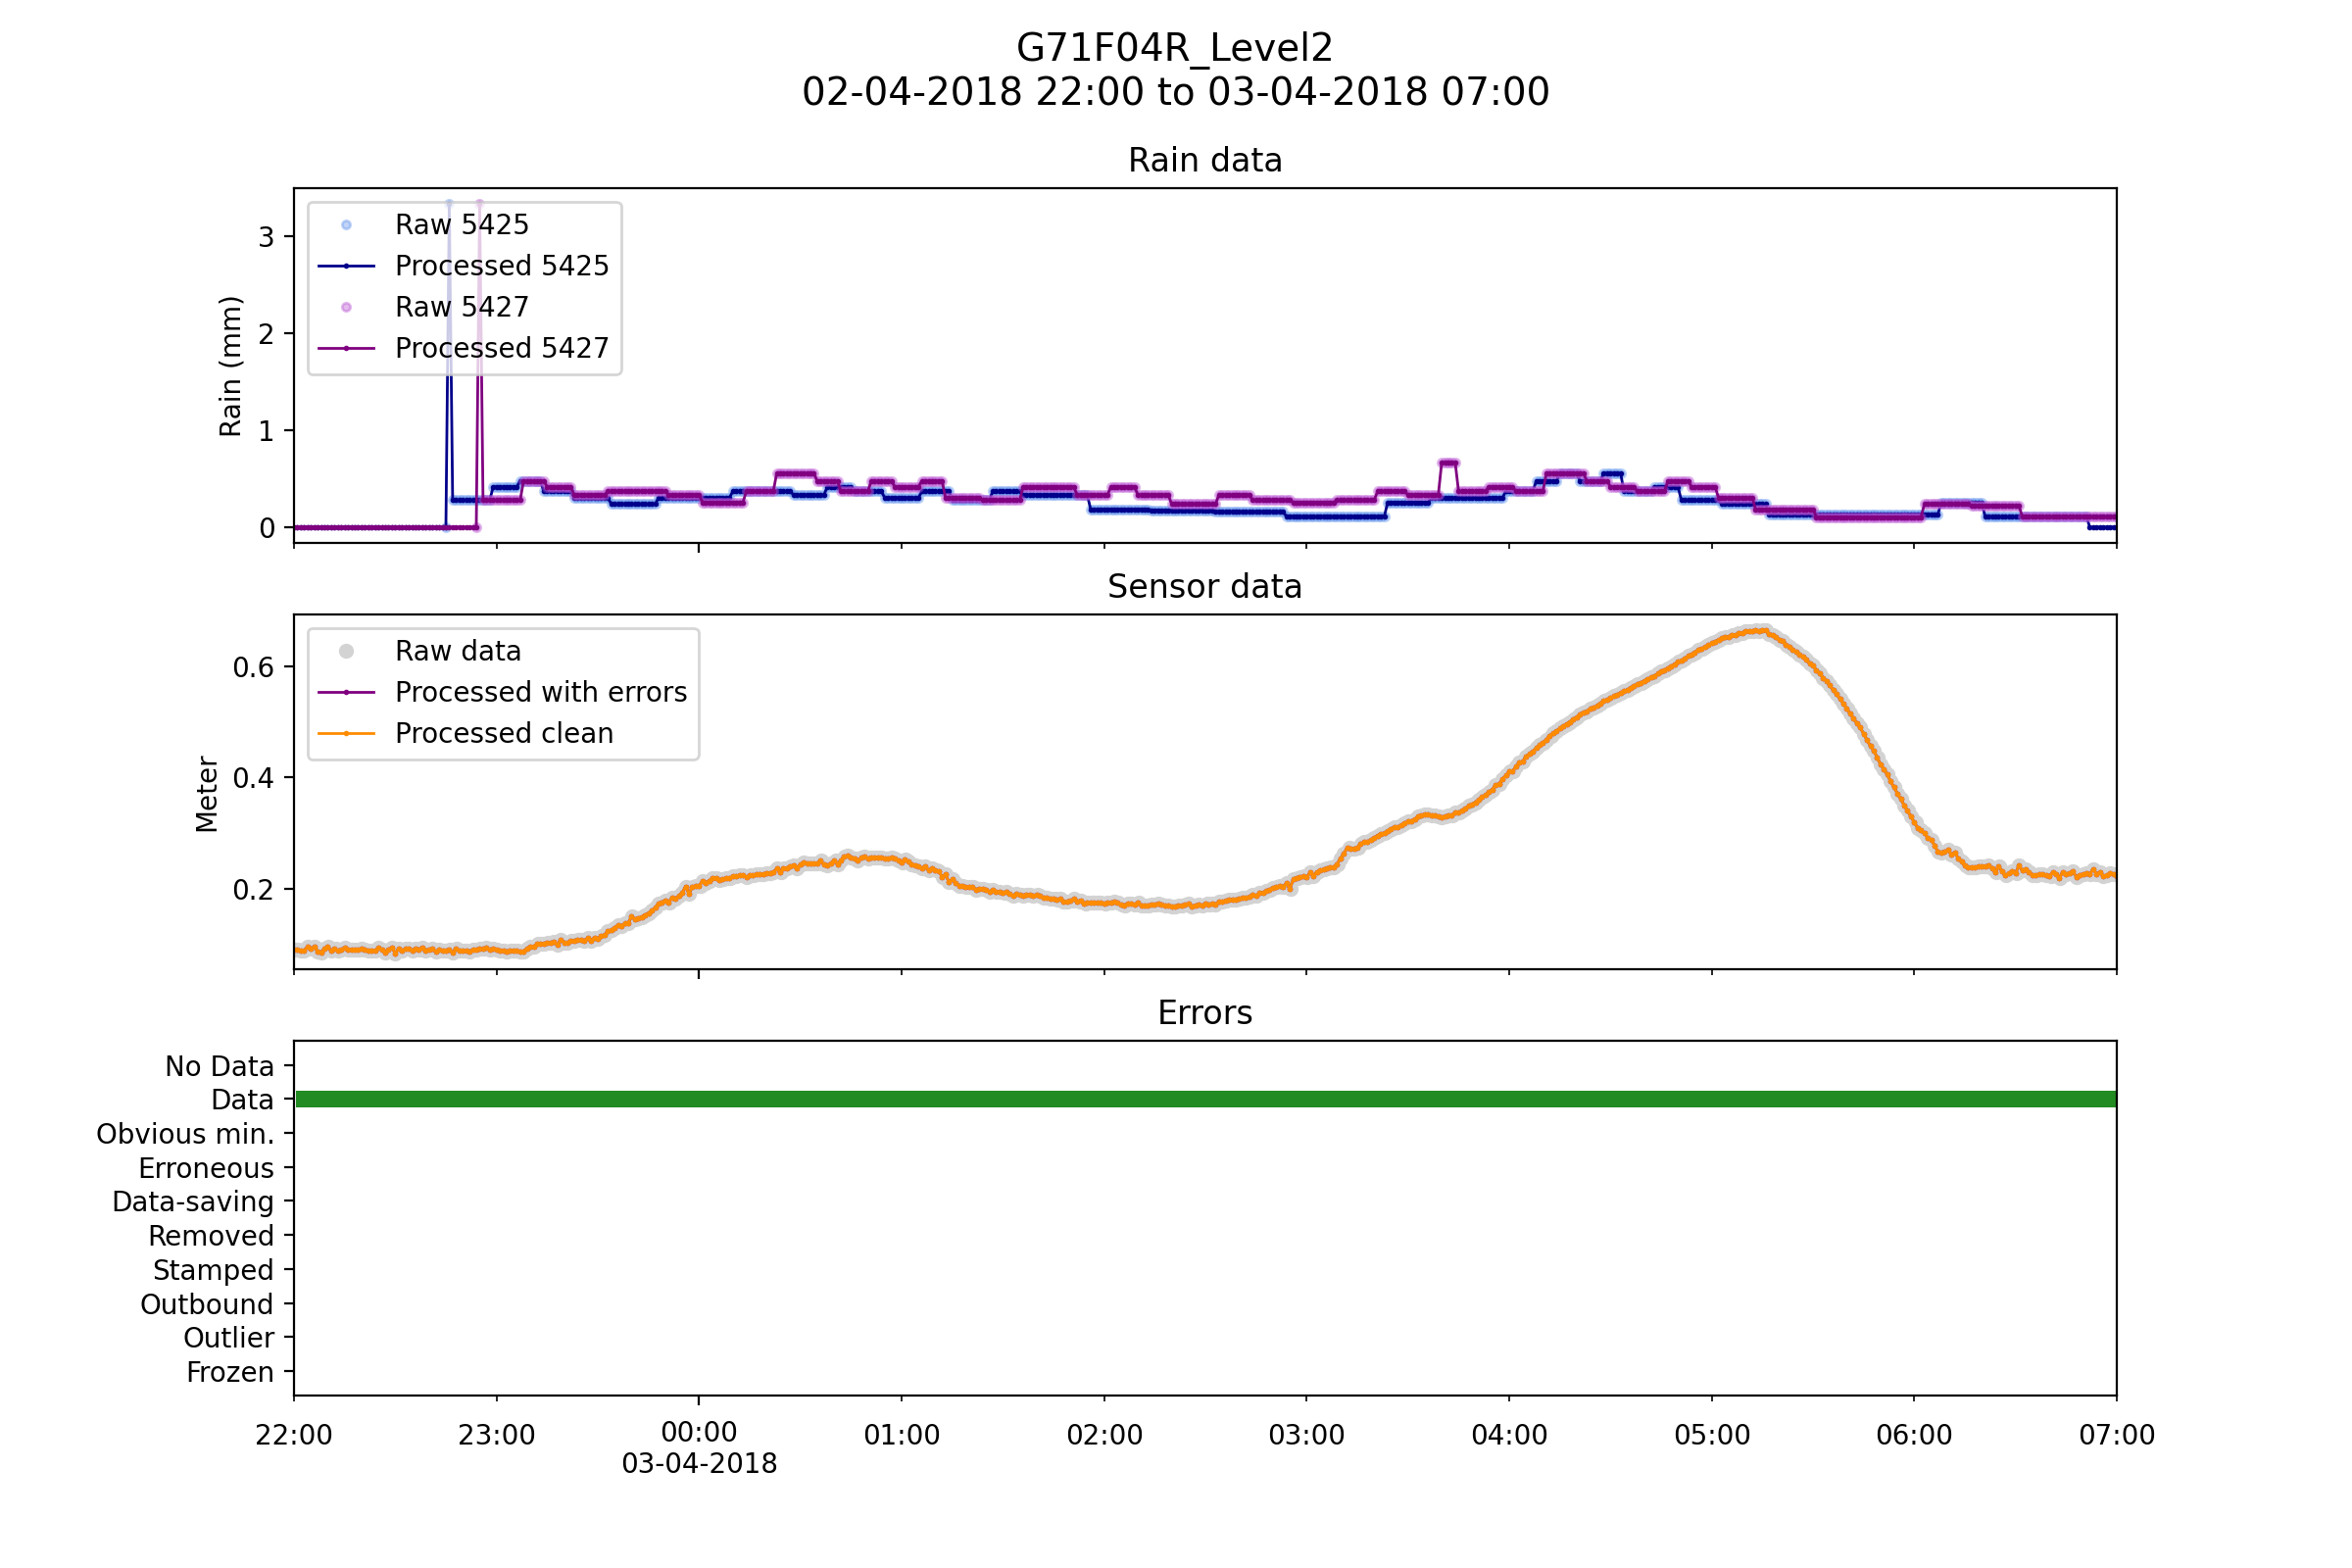 G71F04R_Level2
02-04-2018 22:00 to 03-04-2018 07:00
Rain data
Rain (mm)
3
2
1
0
Raw 5425
Processed 5425
Raw 5427
Processed 5427
Sensor data
Meter
0.6
0.4
0.2
Raw data
Processed with errors
Processed clean
Errors
No Data
Data
Obvious min.
Erroneous
Data-saving
Removed
Stamped
Outbound
Outlier
Frozen
22:00 23:00 00:00 01:00 02:00 03:00 04:00 05:00 06:00 07:00
03-04-2018